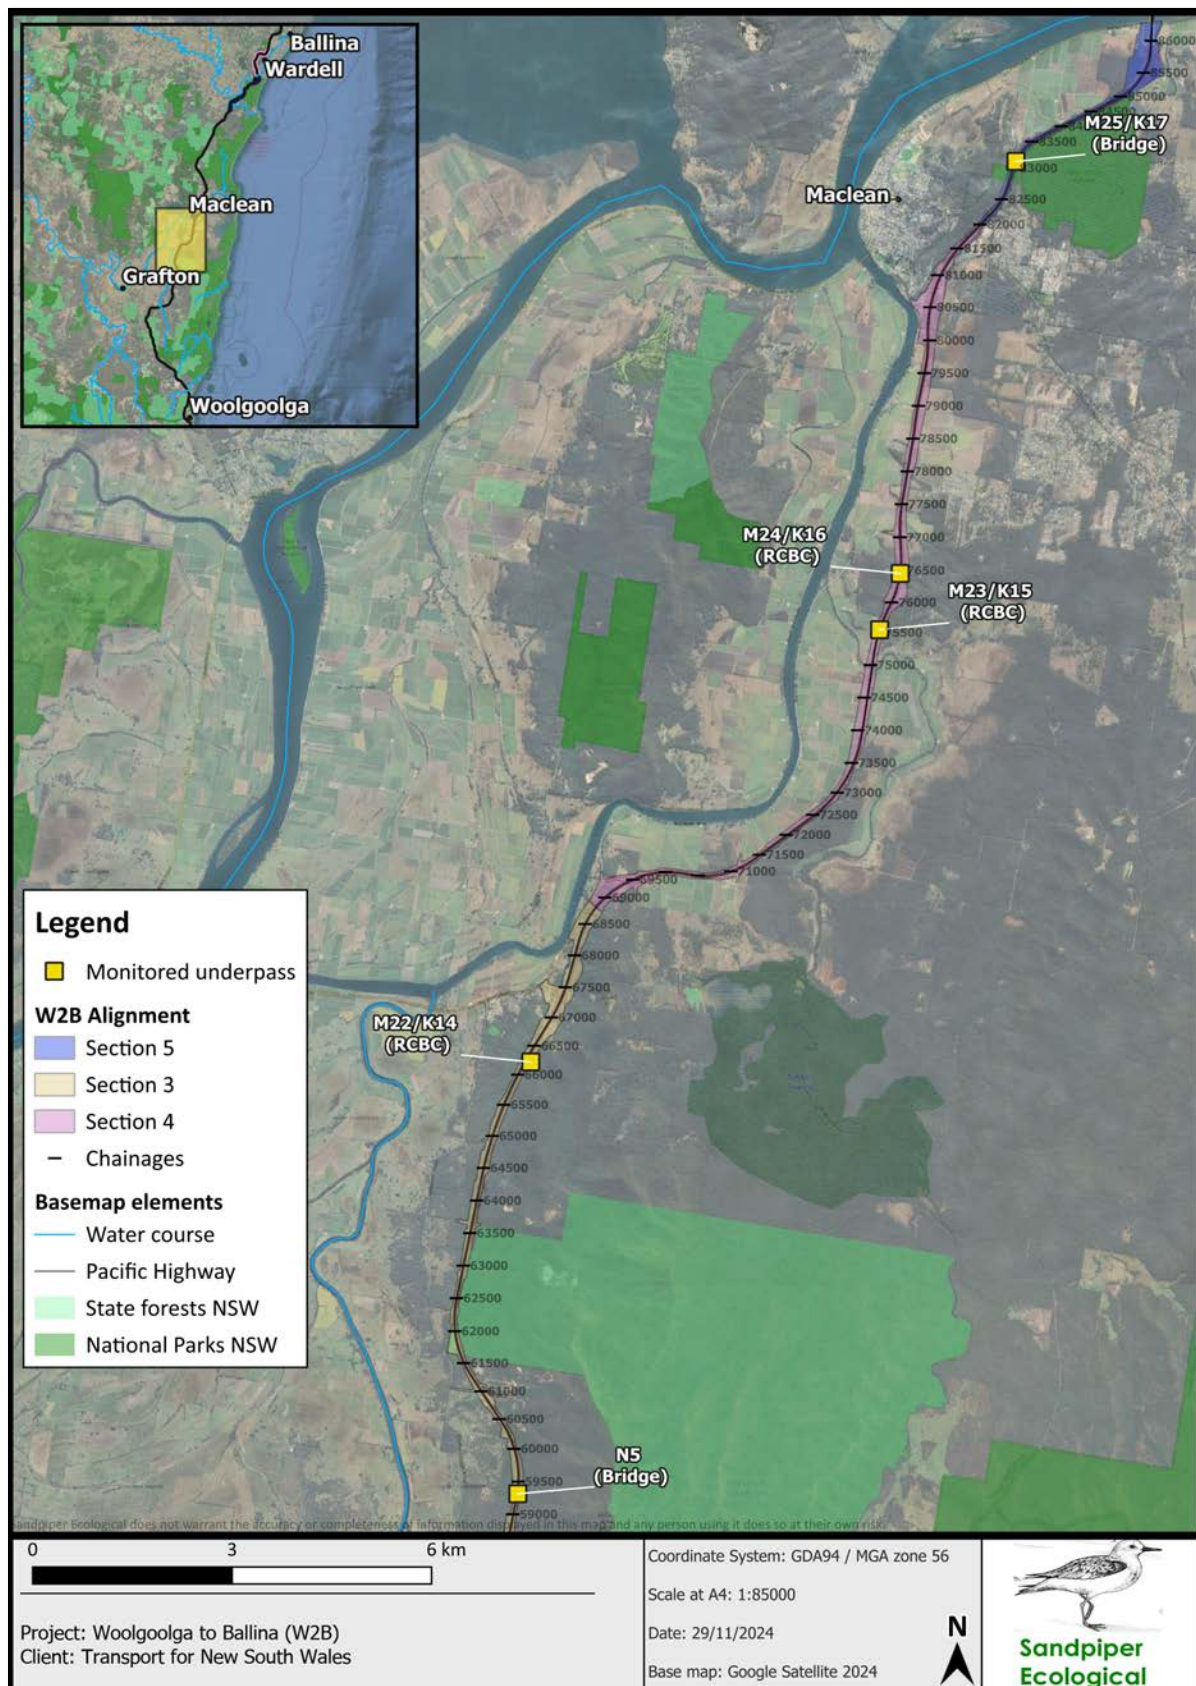 Ballina
Wardell
Maclean
Grafton
Woolgoolga
86000
85500
85000
M25/K17
(Bridge)
83500
83000
Maclean
82500
82000
81500
81000
80500
80000
79500
79000
78500
78000
77500
77000
M24/K16
(RCBC)
76500
M23/K15
(RCBC)
76000
75500
75000
74500
74000
73500
73000
72500
72000
71500
71000
69500
69000
68500
68000
67500
67000
M22/K14
(RCBC)
66500
66000
65500
65000
64500
64000
63500
63000
62500
62000
61500
61000
60500
60000
N5
(Bridge)
59500
59000
Legend
Monitored underpass
W2B Alignment
Section 5
Section 3
Section 4
Chainages
Basemap elements
Water course
Pacific Highway
State forests NSW
National Parks NSW
Sandpiper Ecological does not warrant the accuracy or completeness of information displayed in this map and any person using it does so at their own risk.
0 3 6 km
Project: Woolgoolga to Ballina (W2B)
Client: Transport for New South Wales
Coordinate System: GDA94 / MGA zone 56
Scale at A4: 1:85000
Date: 29/11/2024
Base map: Google Satellite 2024
N
Sandpiper
Ecological